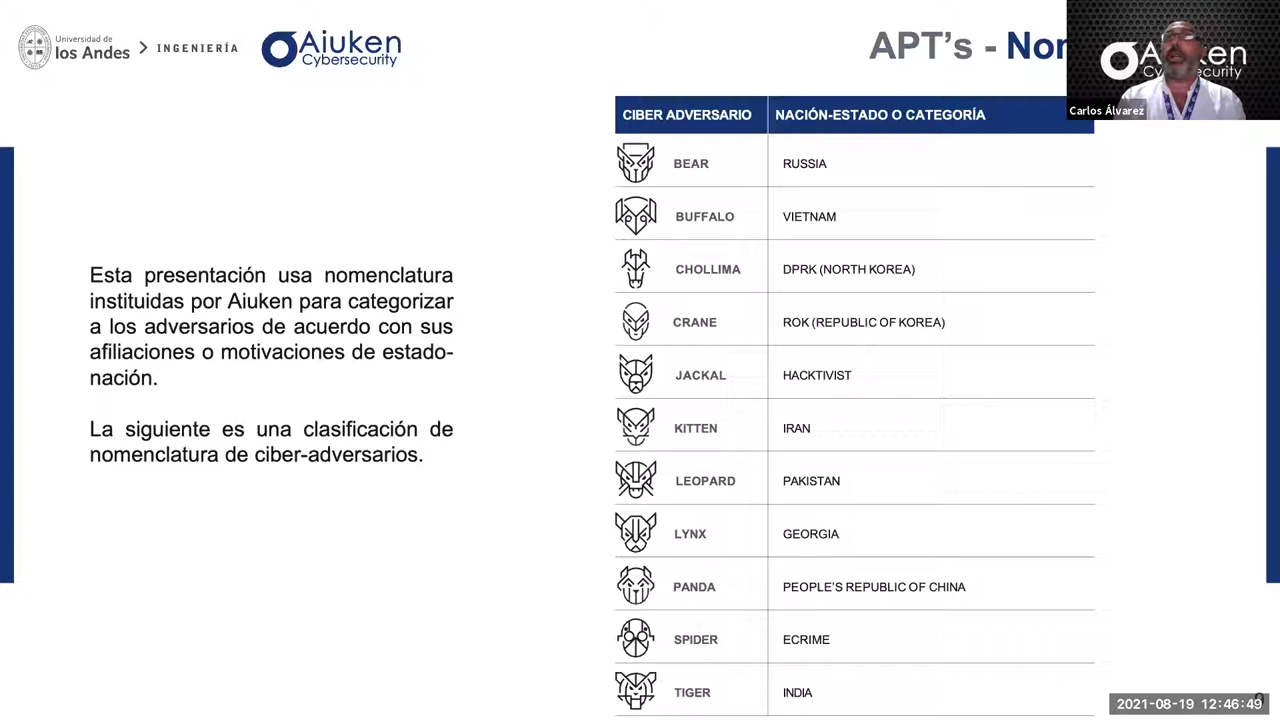 Universidad de
los Andes
INGENIERÍA
Aiuken
Cybersecurity
APT's - Nom
Aiuken
Cybersecurity
Carlos Álvarez
CIBER ADVERSARIO NACIÓN-ESTADO O CATEGORÍA
BEAR RUSSIA
BUFFALO VIETNAM
CHOLLIMA DPRK (NORTH KOREA)
CRANE ROK (REPUBLIC OF KOREA)
JACKAL HACKTIVIST
KITTEN IRAN
LEOPARD PAKISTAN
LYNX GEORGIA
PANDA PEOPLE'S REPUBLIC OF CHINA
SPIDER ECRIME
TIGER INDIA
Esta presentación usa nomenclatura
instituidas por Aiuken para categorizar
a los adversarios de acuerdo con sus
afiliaciones o motivaciones de estado-
nación.
La siguiente es una clasificación de
nomenclatura de ciber-adversarios.
2021-08-19 12:46:49